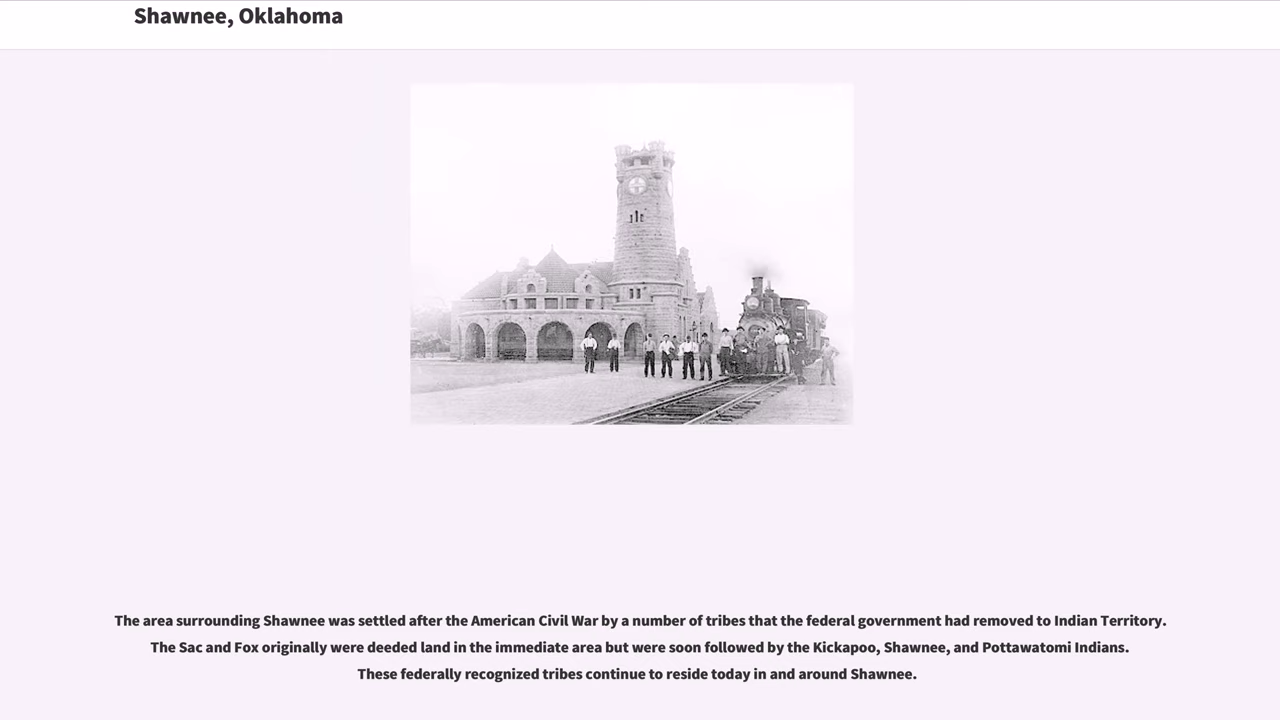 Shawnee, Oklahoma
The area surrounding Shawnee was settled after the American Civil War by a number of tribes that the federal government had removed to Indian Territory.
The Sac and Fox originally were deeded land in the immediate area but were soon followed by the Kickapoo, Shawnee, and Pottawatomi Indians.
These federally recognized tribes continue to reside today in and around Shawnee.